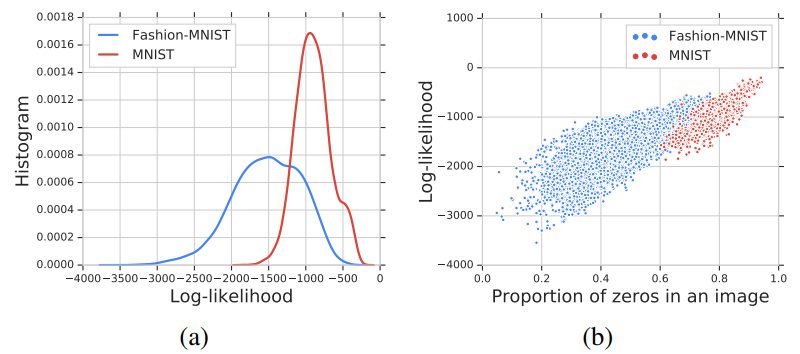 0.0018
0.0016
0.0014
0.0012
0.0010
0.0008
0.0006
0.0004
0.0002
0.0000
Histogram
Fashion-MNIST
MNIST
−4000 −3500 −3000 −2500 −2000 −1500 −1000 −500 0
Log-likelihood
(a)
1000
0
−1000
−2000
−3000
−4000
Log-likelihood
Fashion-MNIST
MNIST
0.0 0.2 0.4 0.6 0.8 1.0
Proportion of zeros in an image
(b)